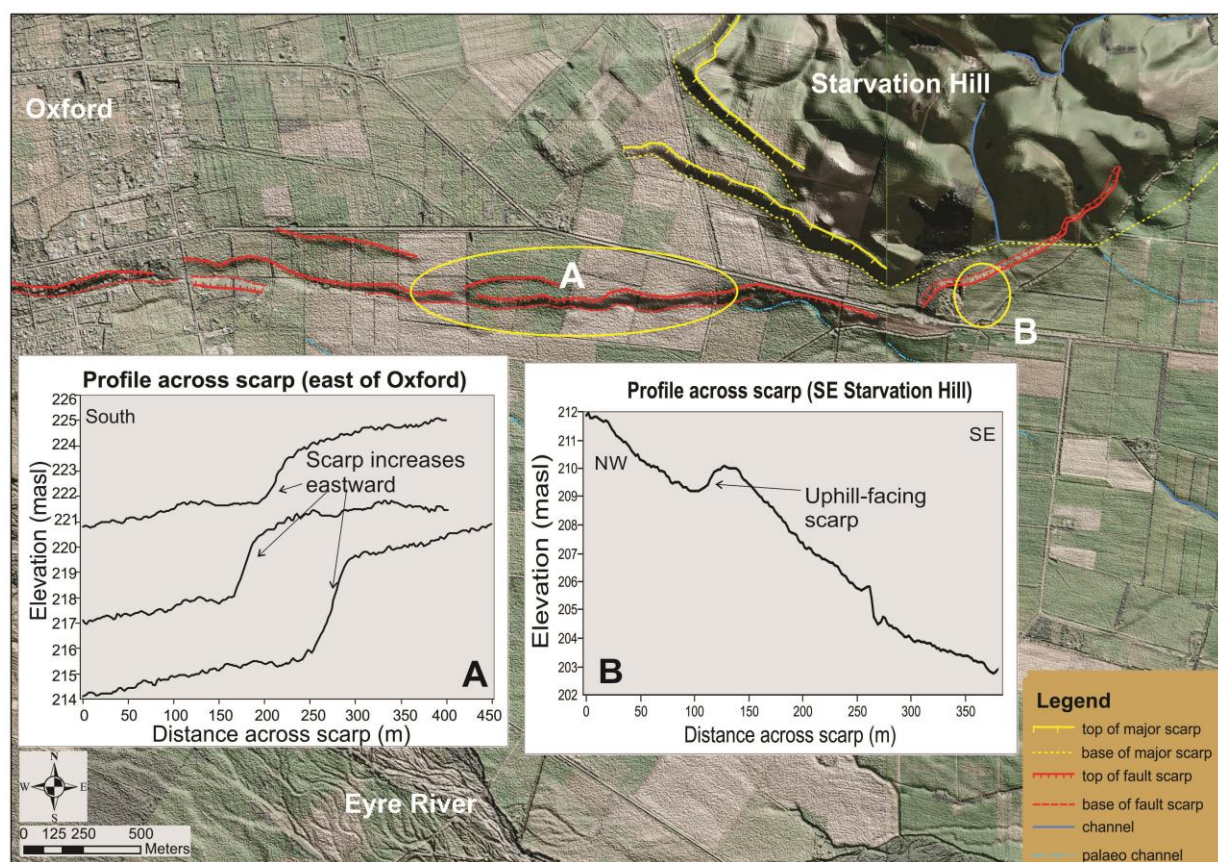 Oxford
Starvation Hill
A
B
Profile across scarp (east of Oxford)
226
225
224
223
222
221
220
219
218
217
216
215
214
South
Scarp increases
eastward
Elevation (masl)
A
0 50 100 150 200 250 300 350 400 450
Distance across scarp (m)
Profile across scarp (SE Starvation Hill)
212
211
210
209
207
206
204
203
202
NW
SE
Uphill-facing
scarp
Elevation (masl)
B
0 50 100 150 200 250 300 350
Distance across scarp (m)
Eyre River
N
W E
S
0 125 250 500
Meters
Legend
top of major scarp
base of major scarp
top of fault scarp
base of fault scarp
channel
palaeo channel